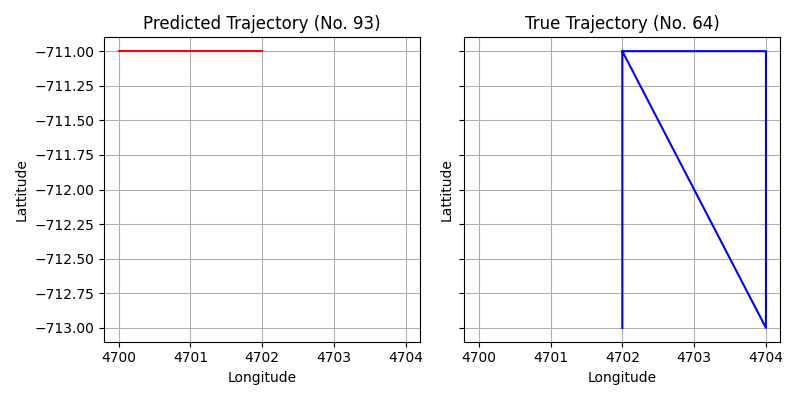 Predicted Trajectory (No. 93)
True Trajectory (No. 64)
−711.00
−711.25
−711.50
−711.75
−712.00
−712.25
−712.50
−712.75
−713.00
Lattitude
Lattitude
4700 4701 4702 4703 4704
4700 4701 4702 4703 4704
Longitude
Longitude